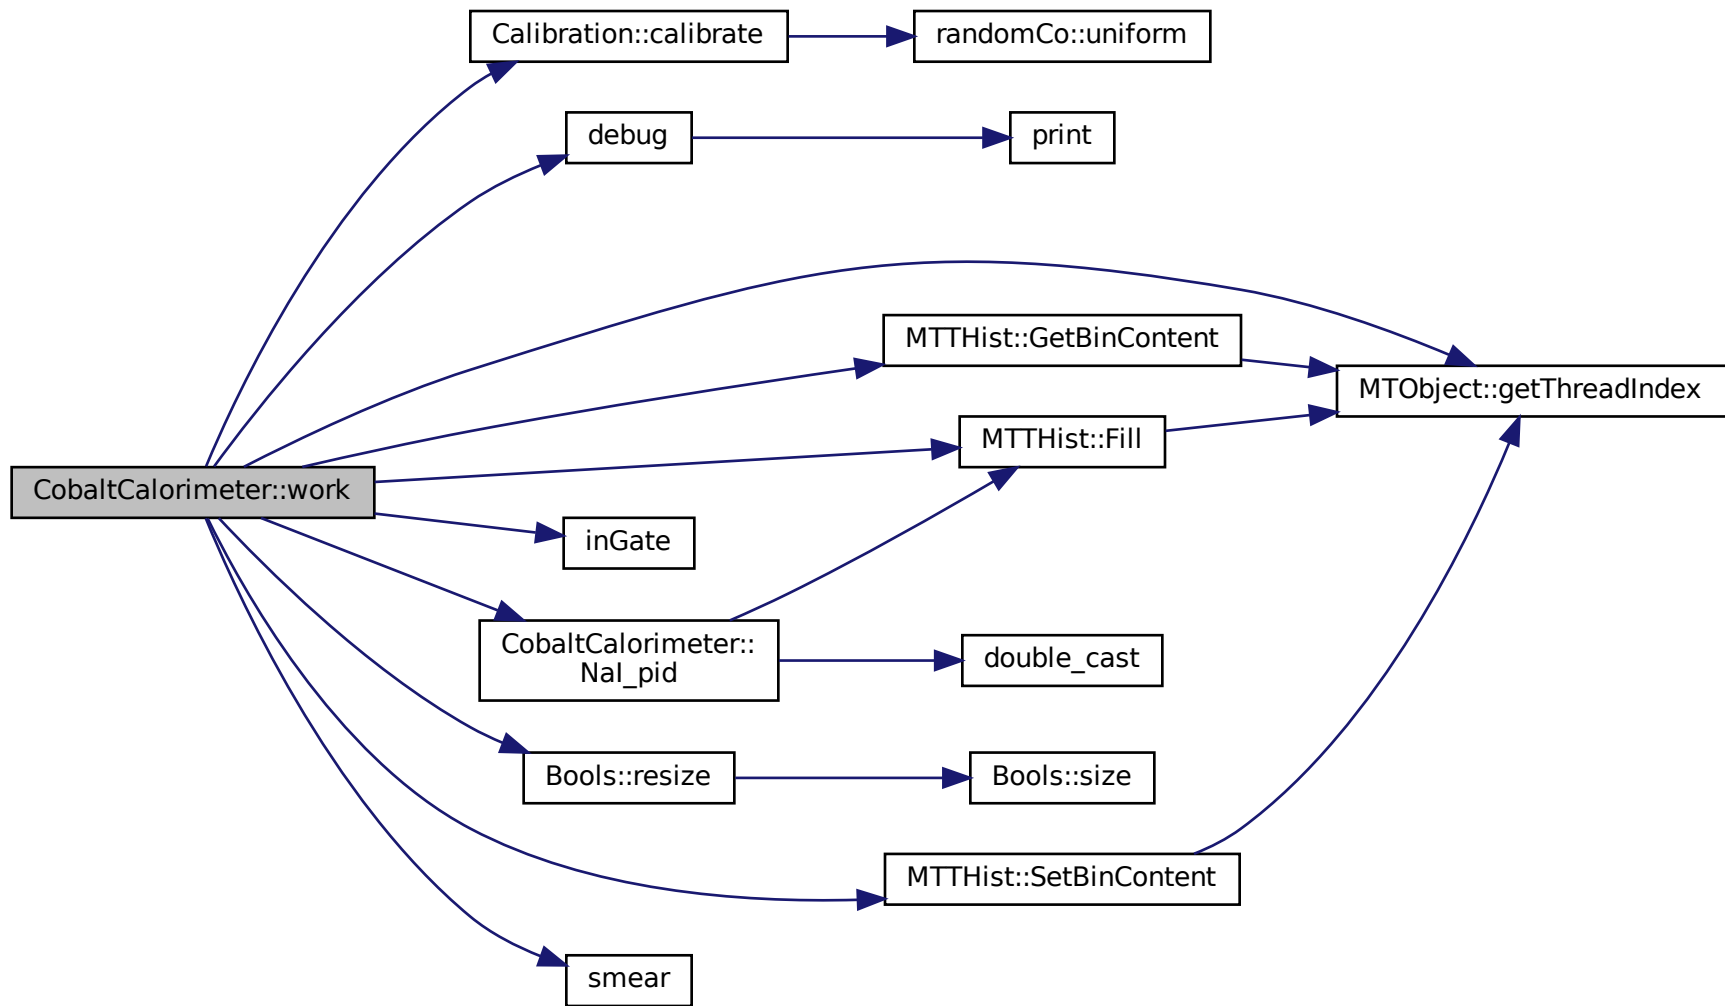 Calibration::calibrate
randomCo::uniform
debug
print
MTTHist::GetBinContent
MTObject::getThreadIndex
MTTHist::Fill
CobaltCalorimeter::work
inGate
CobaltCalorimeter::
NaI_pid
double_cast
Bools::resize
Bools::size
MTTHist::SetBinContent
smear